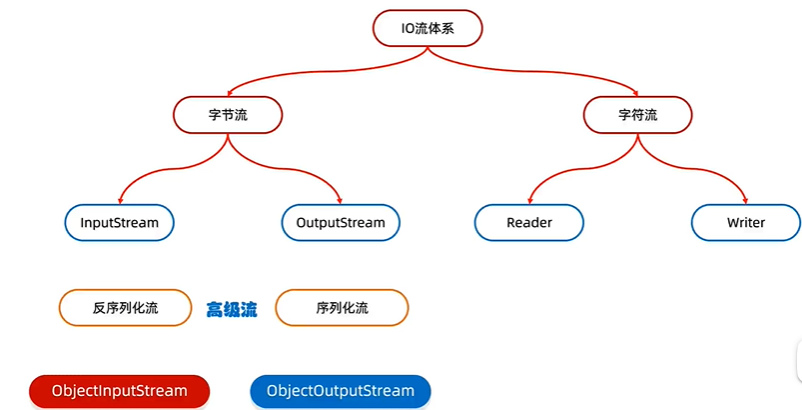 IO流体系
字节流
字符流
InputStream
OutputStream
Reader
Writer
反序列化流
高级流
序列化流
ObjectInputStream
ObjectOutputStream